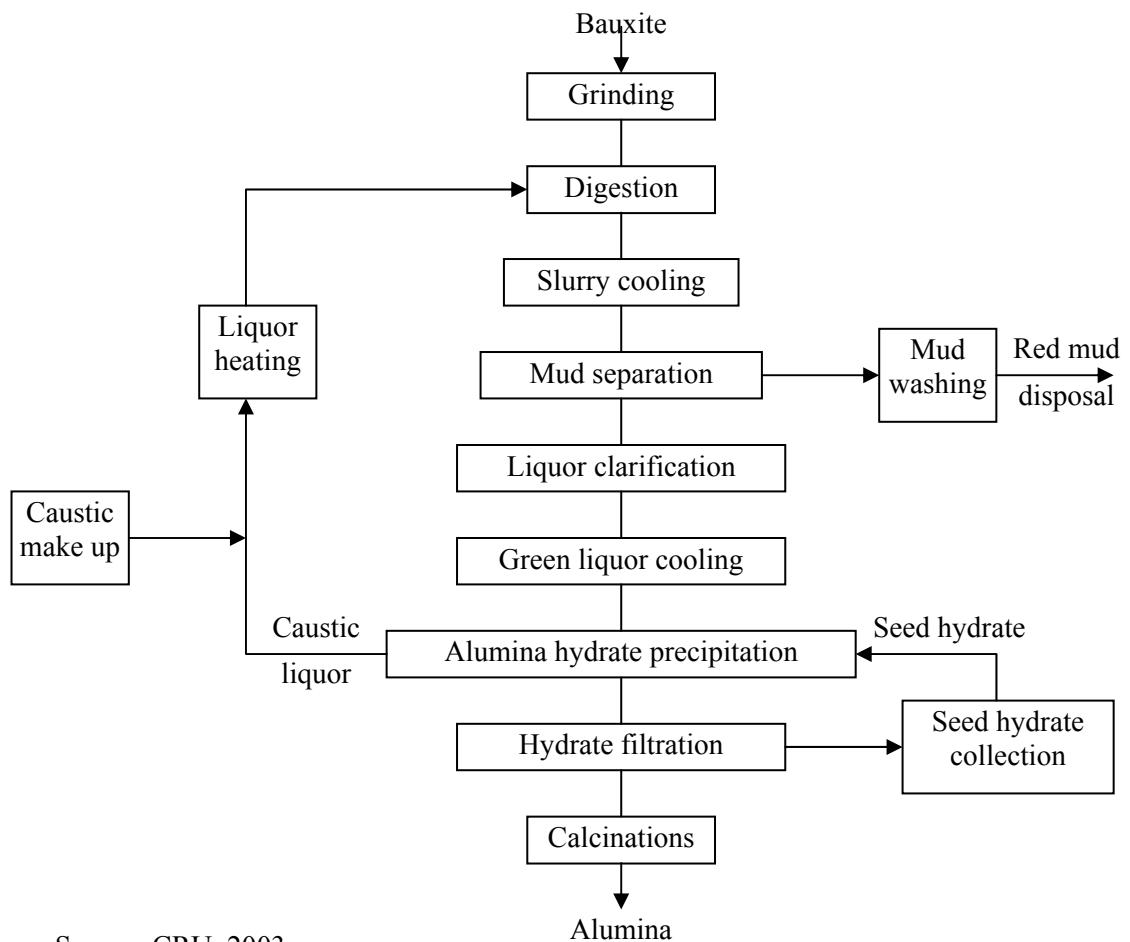 Bauxite
Grinding
Digestion
Slurry cooling
Liquor
heating
Mud separation
Mud
washing
Red mud
disposal
Liquor clarification
Caustic
make up
Green liquor cooling
Caustic
liquor
Alumina hydrate precipitation
Seed hydrate
Hydrate filtration
Seed hydrate
collection
Calcinations
Alumina